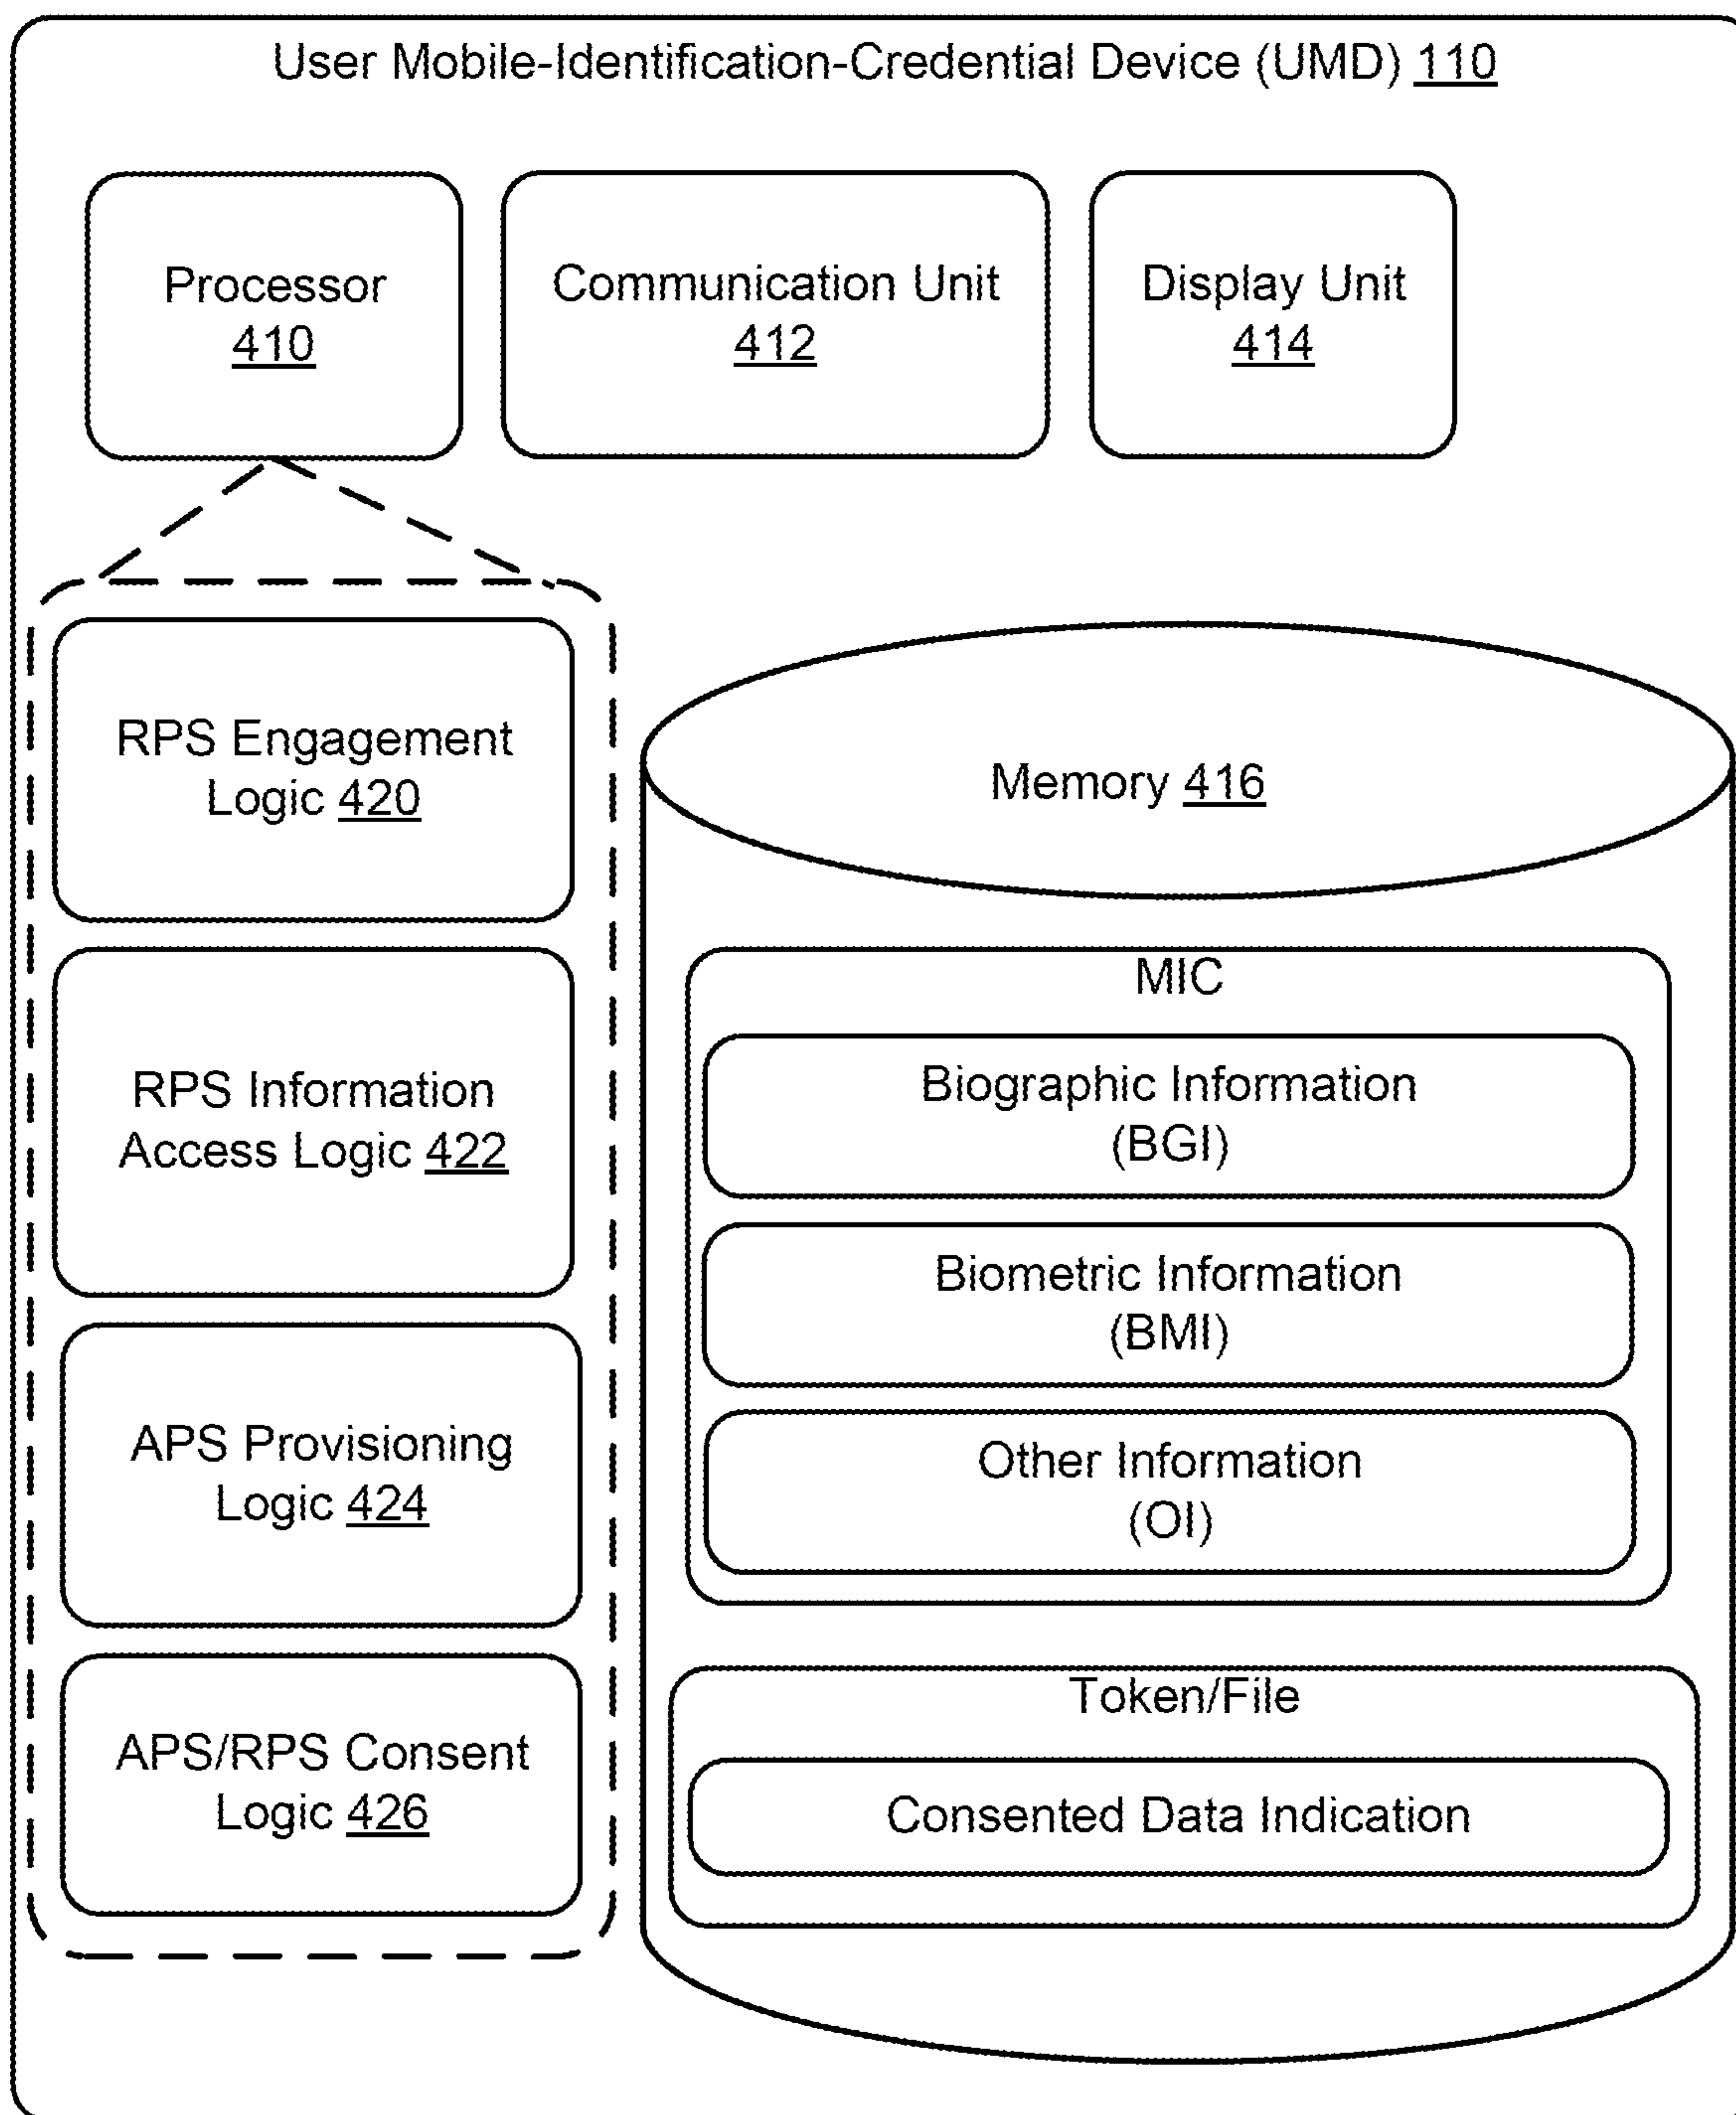 User Mobile-Identification-Credential Device (UMD) 110
Processor
410
Communication Unit
412
Display Unit
414
RPS Engagement
Logic 420
RPS Information
Access Logic 422
APS Provisioning
Logic 424
APS/RPS Consent
Logic 426
Memory 416
MIC
Biographic Information
(BGI)
Biometric Information
(BMI)
Other Information
(OI)
Token/File
Consented Data Indication